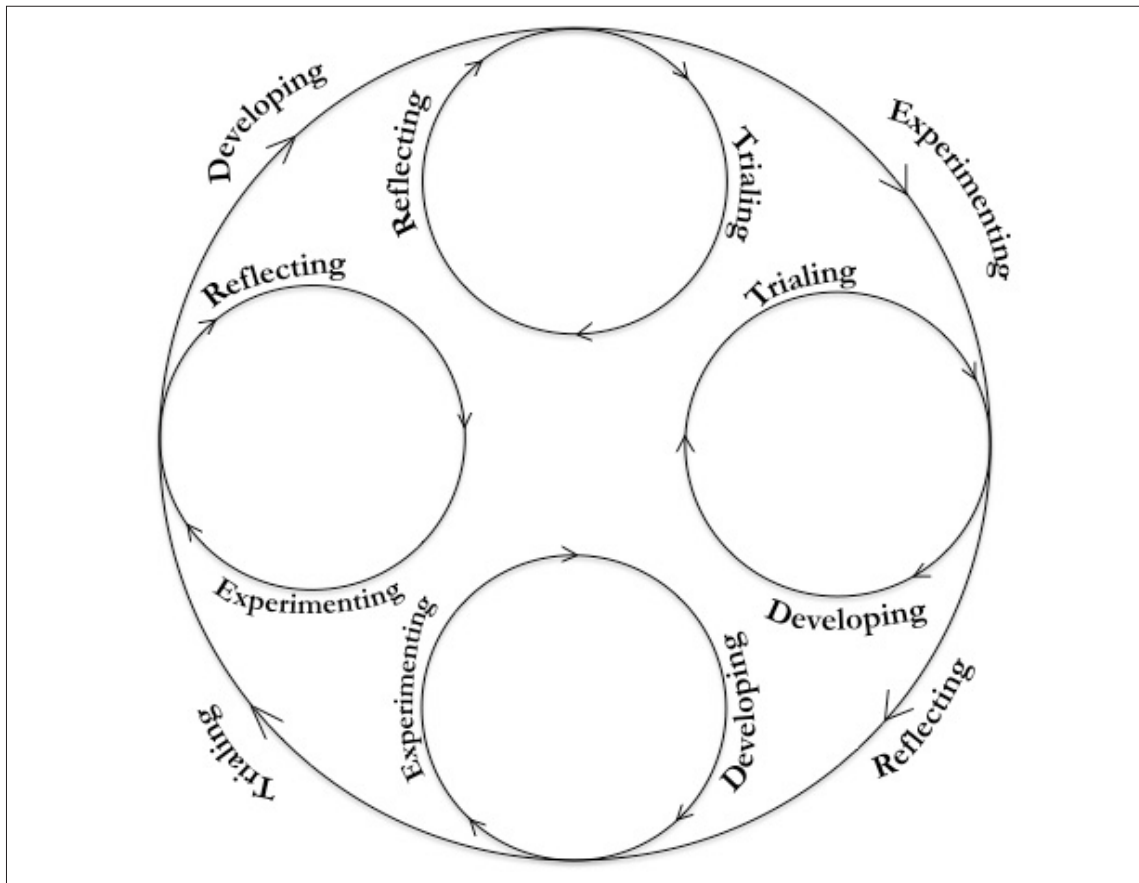 Developing
Experimenting
Reflecting
Trialing
Reflecting
Trialing
Experimenting
Developing
Experimenting
Developing
Trialing
Reflecting